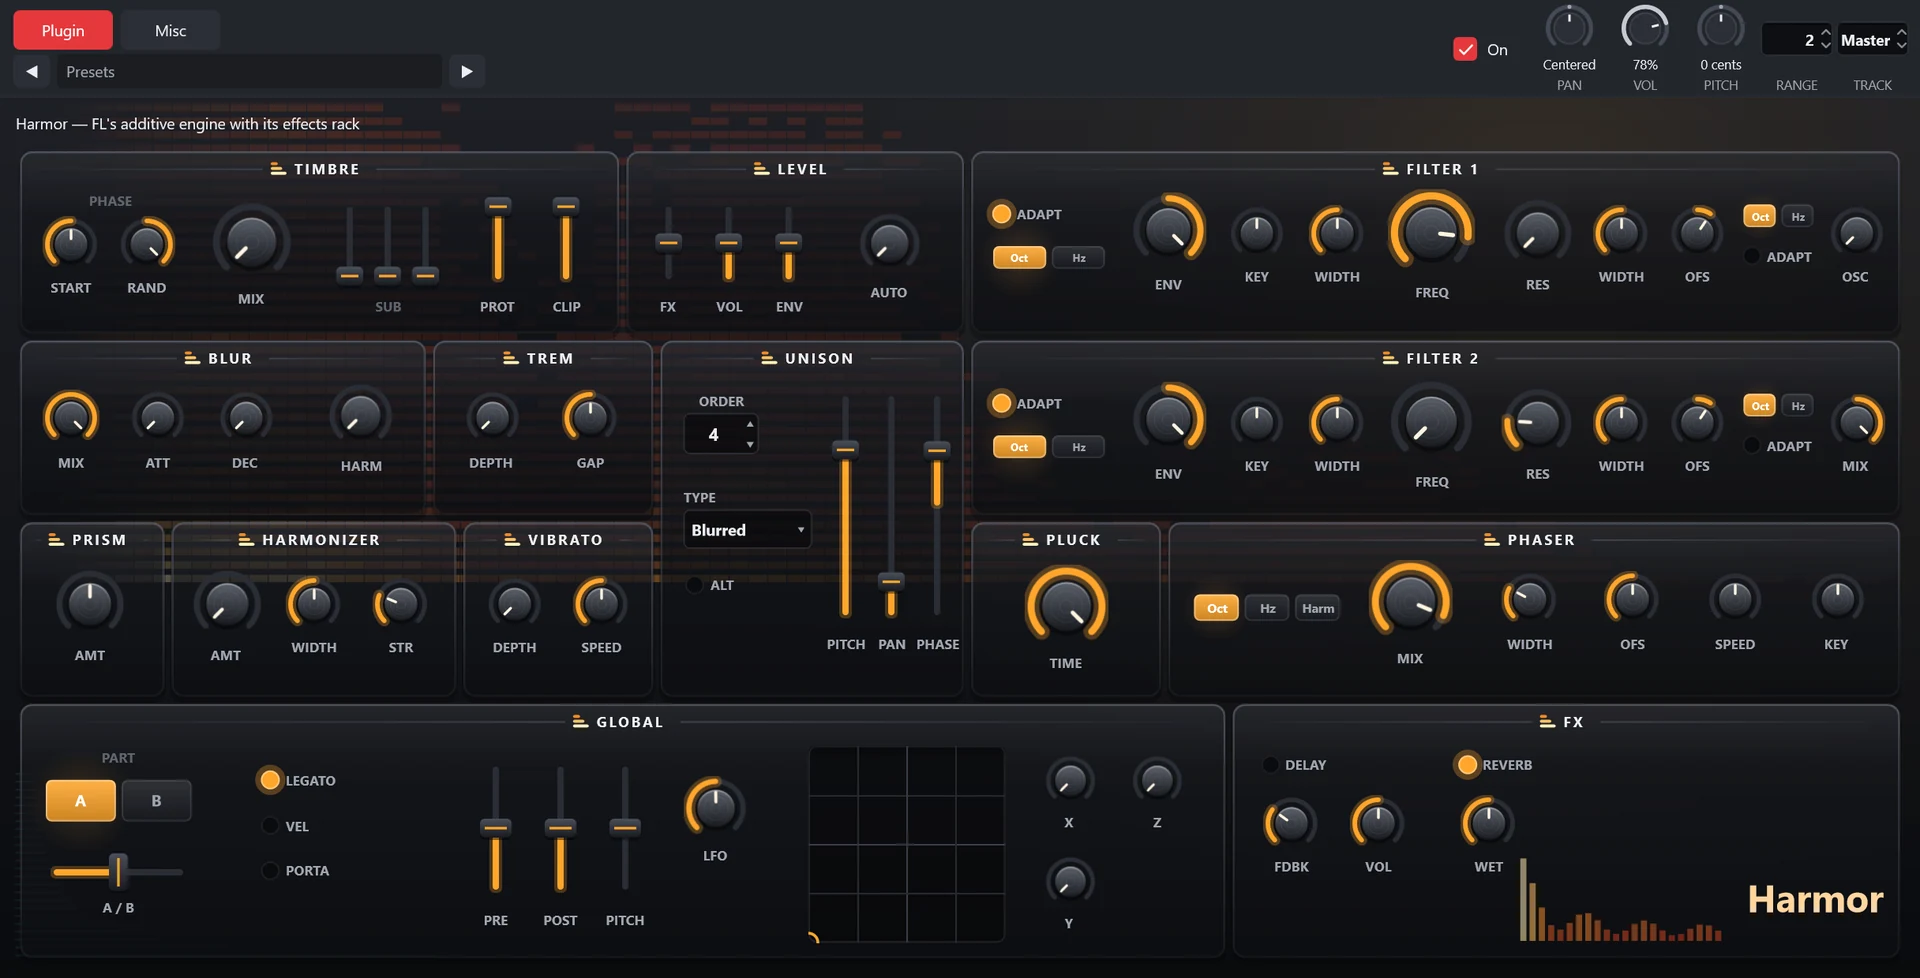 Plugin
Misc
Presets
On
Centered
PAN
78%
VOL
0 cents
PITCH
2
RANGE
Master
TRACK
Harmor — FL's additive engine with its effects rack
TIMBRE
PHASE
START
RAND
MIX
SUB
PROT
CLIP
LEVEL
FX
VOL
ENV
AUTO
FILTER 1
ADAPT
Oct
Hz
ENV
KEY
WIDTH
FREQ
RES
WIDTH
OFS
Oct
Hz
ADAPT
OSC
BLUR
MIX
ATT
DEC
HARM
TREM
DEPTH
GAP
UNISON
ORDER
4
TYPE
Blurred
ALT
PITCH
PAN
PHASE
FILTER 2
ADAPT
Oct
Hz
ENV
KEY
WIDTH
FREQ
RES
WIDTH
OFS
Oct
Hz
ADAPT
MIX
PRISM
AMT
HARMONIZER
AMT
WIDTH
STR
VIBRATO
DEPTH
SPEED
PLUCK
TIME
PHASER
Oct
Hz
Harm
MIX
WIDTH
OFS
SPEED
KEY
GLOBAL
PART
A
B
A / B
LEGATO
VEL
PORTA
PRE
POST
PITCH
LFO
X
Z
Y
FX
DELAY
REVERB
FDBK
VOL
WET
Harmor